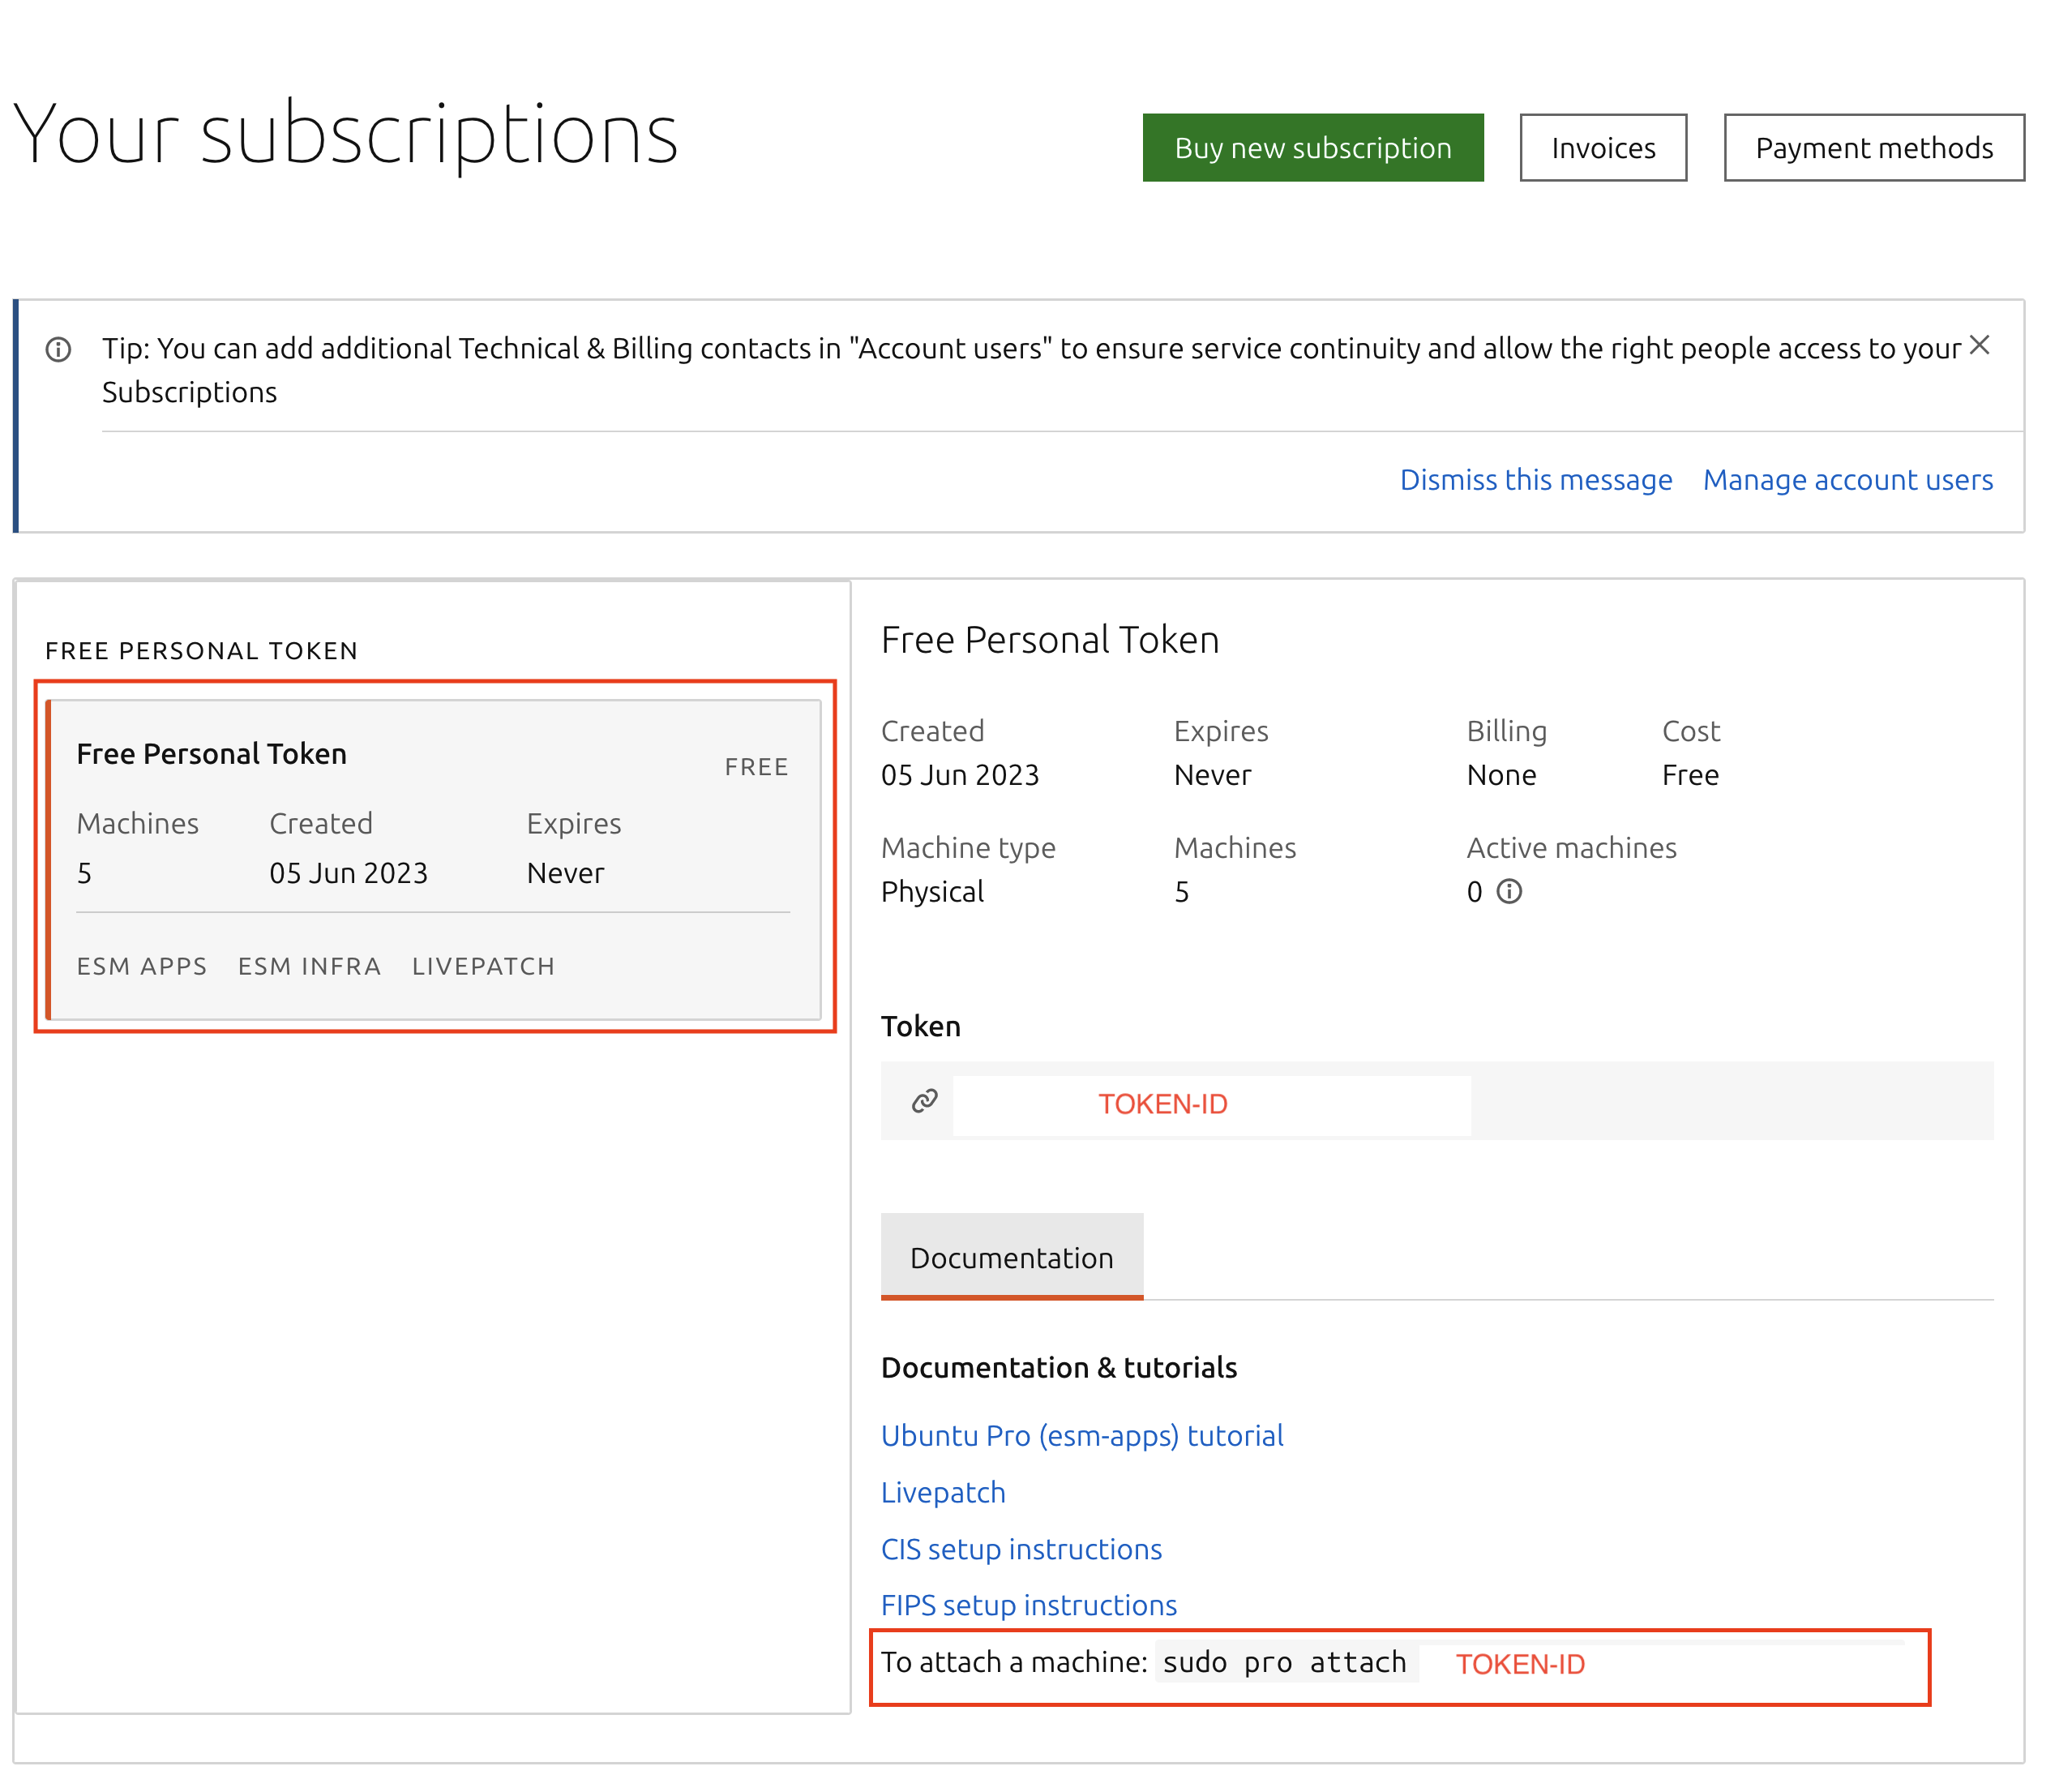 Your subscriptions
Buy new subscription
Invoices
Payment methods
Tip: You can add additional Technical & Billing contacts in "Account users" to ensure service continuity and allow the right people access to your
Subscriptions
Dismiss this message
Manage account users
FREE PERSONAL TOKEN
Free Personal Token
FREE
Machines Created Expires
5 05 Jun 2023 Never
ESM APPS ESM INFRA LIVEPATCH
Free Personal Token
Created Expires Billing Cost
05 Jun 2023 Never None Free
Machine type Machines Active machines
Physical 5 0
Token
TOKEN-ID
Documentation
Documentation & tutorials
Ubuntu Pro (esm-apps) tutorial
Livepatch
CIS setup instructions
FIPS setup instructions
To attach a machine: sudo pro attach TOKEN-ID